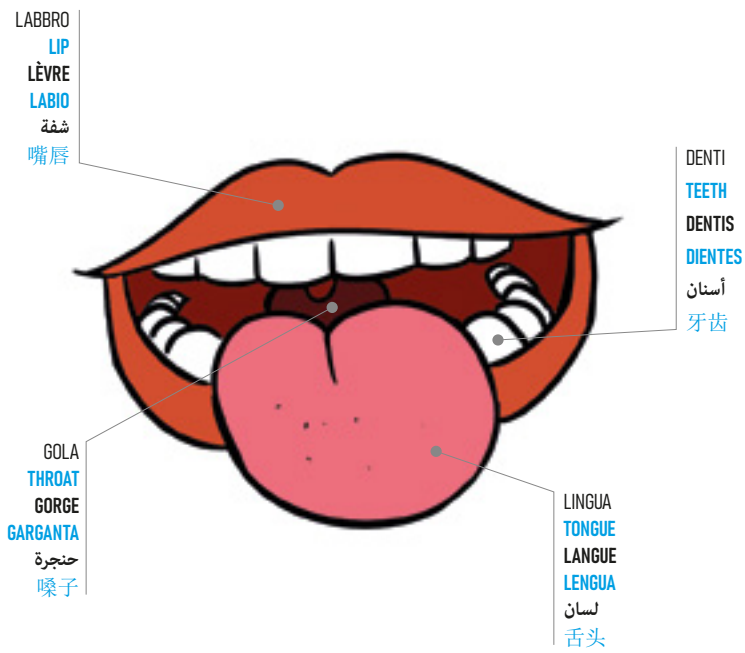 LABBRO
LIP
LÈVRE
LABIO
شفة
嘴唇
DENTI
TEETH
DENTIS
DIENTES
أسنان
牙齿
GOLA
THROAT
GORGE
GARGANTA
حنجرة
嗓子
LINGUA
TONGUE
LANGUE
LENGUA
لسان
舌头